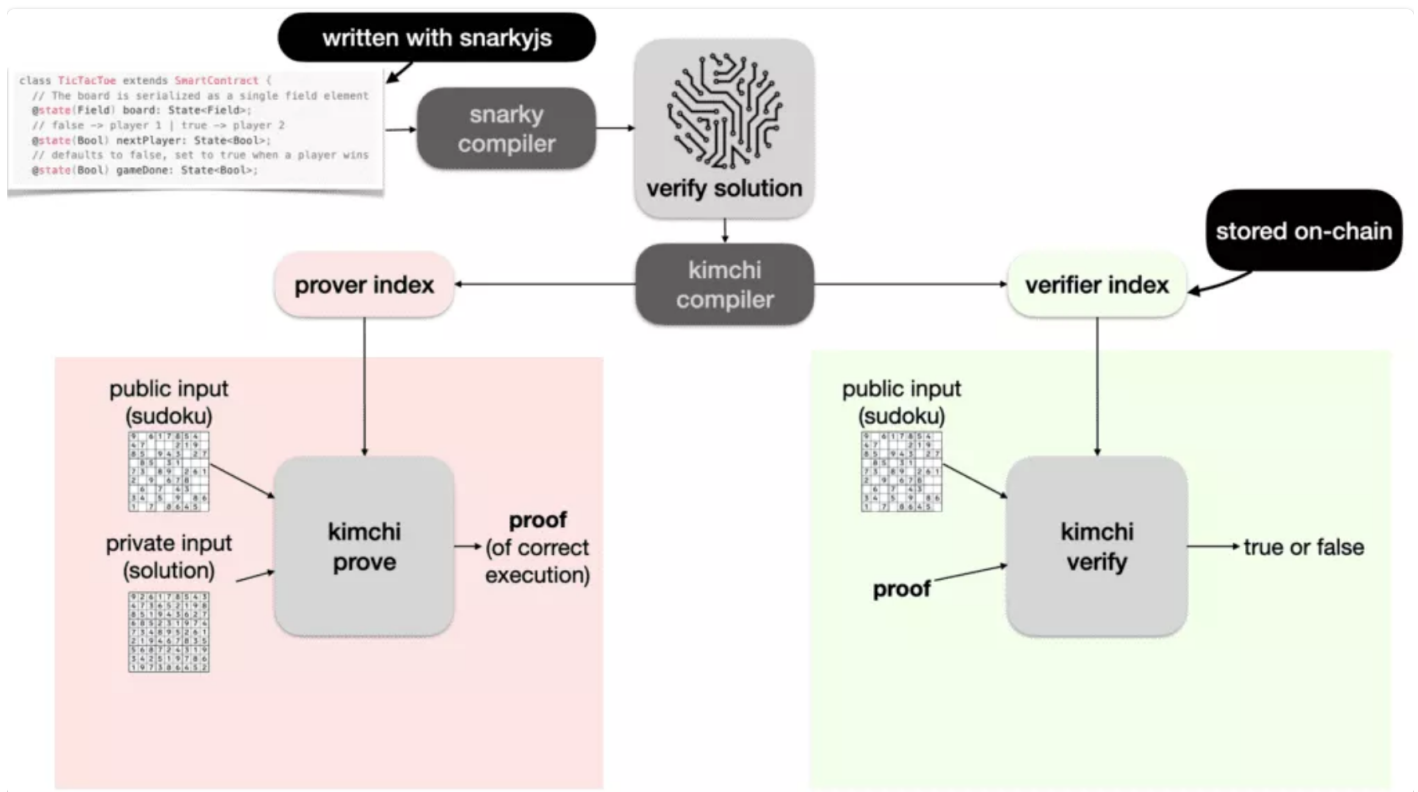 written with snarkyjs
class TicTacToe extends SmartContract {
// The board is serialized as a single field element
@state(Field) board: State<Field>;
// false -> player 1 | true -> player 2
@state(Bool) nextPlayer: State<Bool>;
// defaults to false, set to true when a player wins
@state(Bool) gameDone: State<Bool>;
snarky
compiler
verify solution
stored on-chain
prover index
kimchi
compiler
verifier index
public input
(sudoku)
private input
(solution)
kimchi
prove
proof
(of correct
execution)
public input
(sudoku)
proof
kimchi
verify
true or false